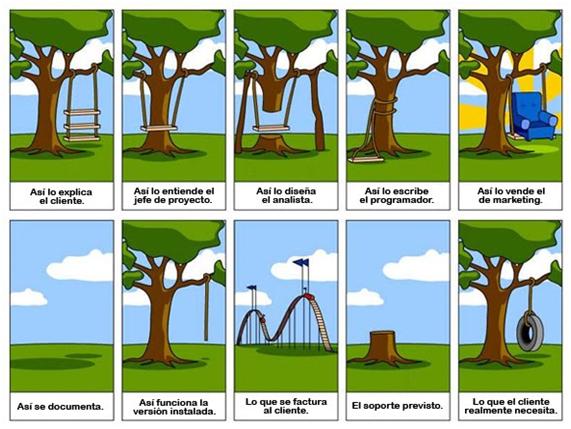 Así lo explica
el cliente.
Así lo entiende el
jefe de proyecto.
Así lo diseña
el analista.
Así lo escribe
el programador.
Así lo vende el
de marketing.
Así se documenta.
Así funciona la
versión instalada.
Lo que se factura
al cliente.
El soporte previsto.
Lo que el cliente
realmente necesita.